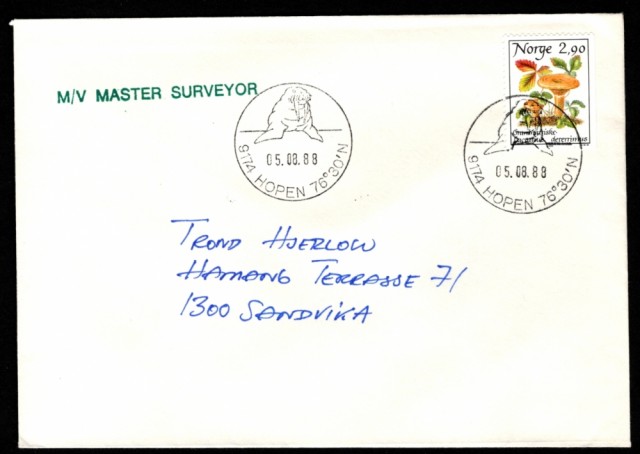 M/V MASTER SURVEYOR
Norge 2,90
deterrimus
05.08.88
9174 HOPEN 76°30'N
05.08.88
9174 HOPEN 76°30'N
TROND HJERLOW
HAMANG TERRASSE 71
1300 SANDVIKA